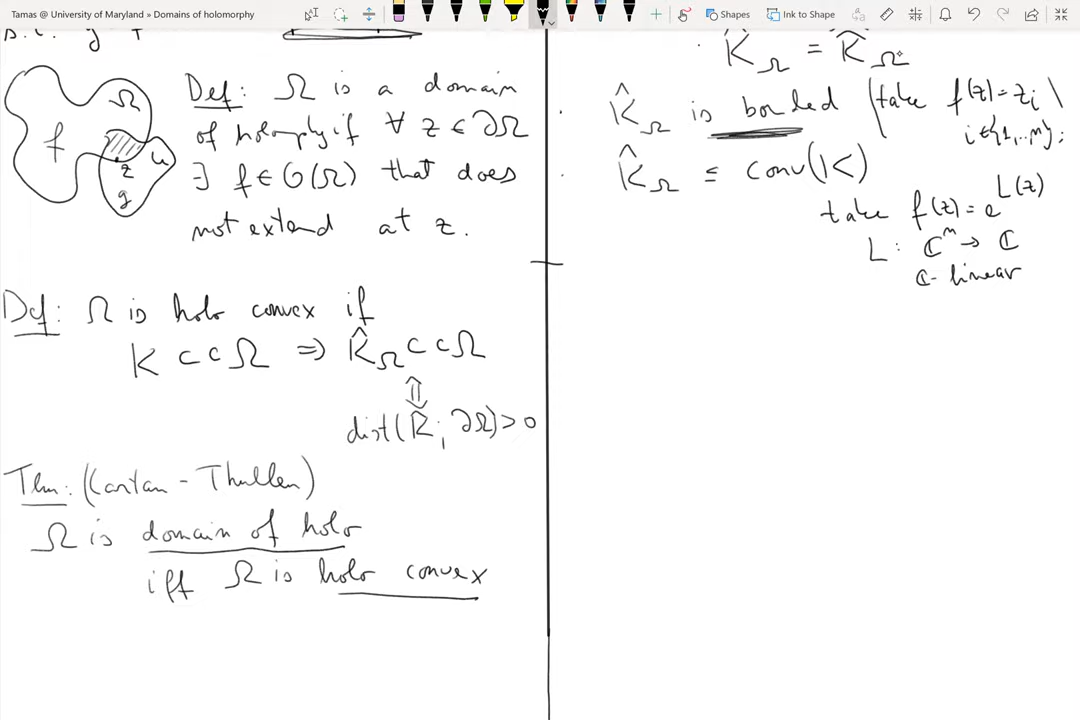 Tamas @ University of Maryland » Domains of holomorphy
Shapes
Ink to Shape
f
Ω
z
u
g
Def: Ω is a domain
of holomphy if ∀ z ∈ ∂Ω
∃ f ∈ O(Ω) that does
not extend at z.
Def: Ω is holo convex if
K ⊂⊂ Ω ⇒ K̂_Ω ⊂⊂ Ω
⇕
dist(K̂; ∂Ω) > 0
Thm: (Cartan - Thullen)
Ω is domain of holo
iff Ω is holo convex
· K̂_Ω =
· K̂_Ω is bounded (take f(z) = z_i
i ∈ {1,...n};
· K̂_Ω ⊆ conv(K)
take f(z) = e^{L(z)}
L: ℂ^n → ℂ
ℂ-linear